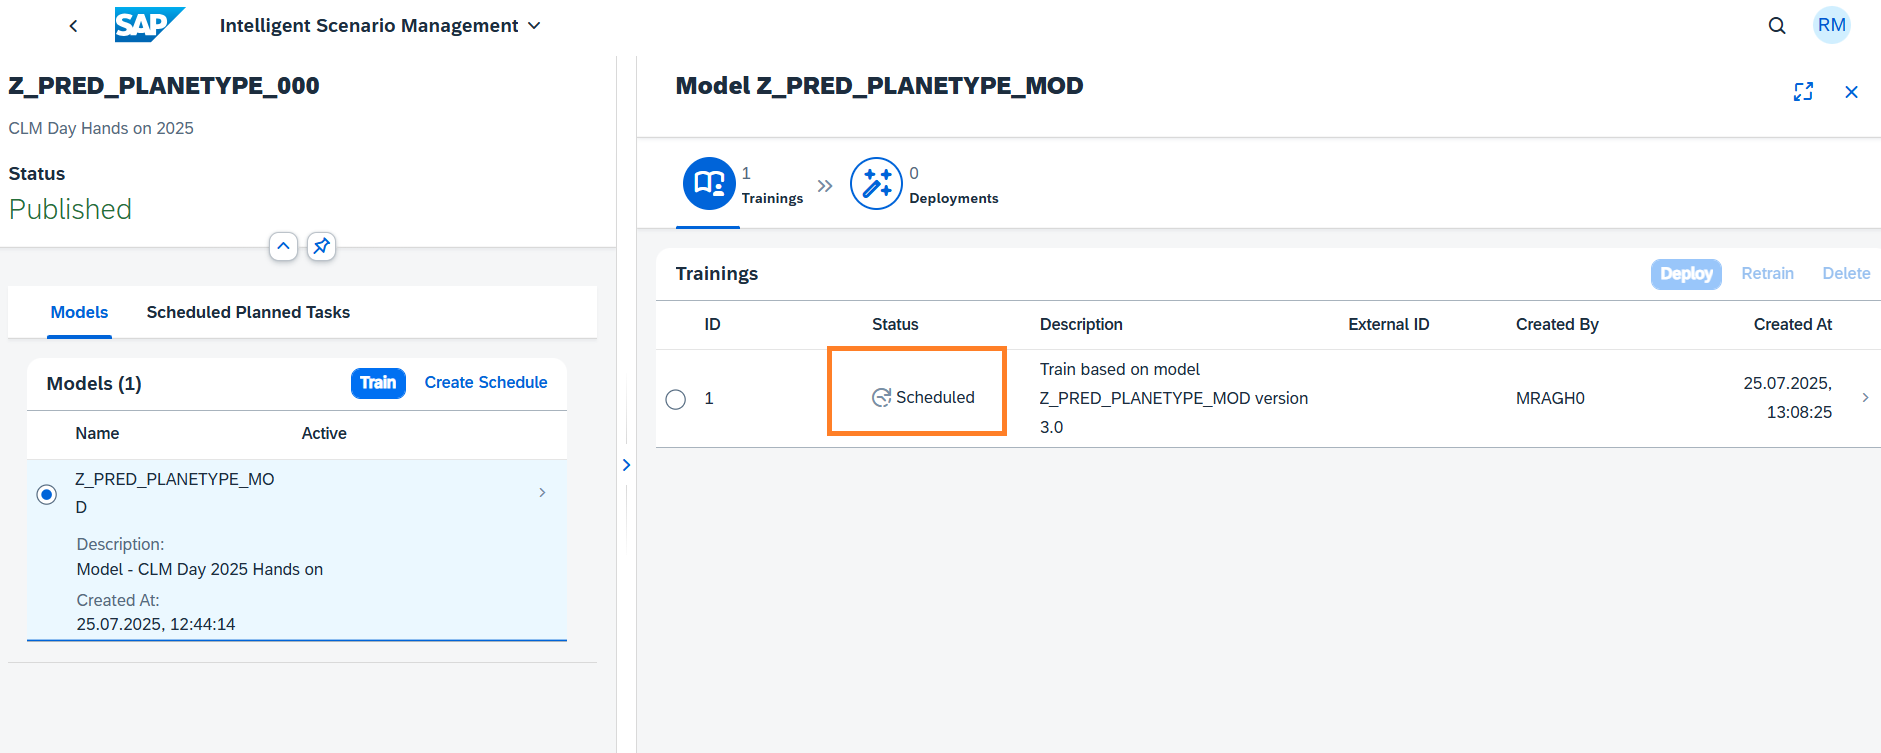 SAP
Intelligent Scenario Management
RM
Z_PRED_PLANETYPE_000
CLM Day Hands on 2025
Status
Published
Models
Scheduled Planned Tasks
Models (1)
Train
Create Schedule
Name
Active
Z_PRED_PLANETYPE_MO
D
Description:
Model - CLM Day 2025 Hands on
Created At:
25.07.2025, 12:44:14
Model Z_PRED_PLANETYPE_MOD
1
Trainings
0
Deployments
Trainings
Deploy
Retrain
Delete
ID
Status
Description
External ID
Created By
Created At
1
Scheduled
Train based on model
Z_PRED_PLANETYPE_MOD version
3.0
MRAGH0
25.07.2025,
13:08:25